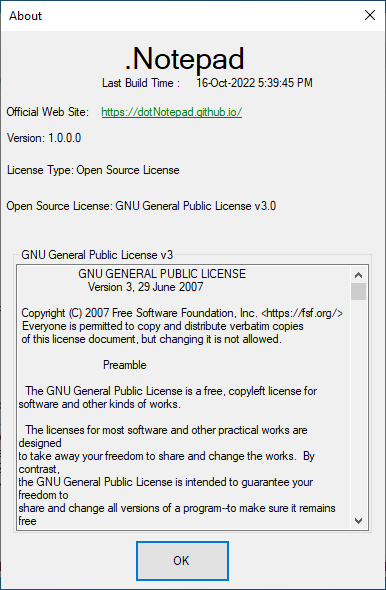 About
.Notepad
Last Build Time : 16-Oct-2022 5:39:45 PM
Official Web Site: https://dotNotepad.github.io/
Version: 1.0.0.0
License Type: Open Source License
Open Source License: GNU General Public License v3.0
GNU General Public License v3
GNU GENERAL PUBLIC LICENSE
Version 3, 29 June 2007
Copyright (C) 2007 Free Software Foundation, Inc. <https://fsf.org/>
Everyone is permitted to copy and distribute verbatim copies
of this license document, but changing it is not allowed.
Preamble
The GNU General Public License is a free, copyleft license for
software and other kinds of works.
The licenses for most software and other practical works are
designed
to take away your freedom to share and change the works.  By
contrast,
the GNU General Public License is intended to guarantee your
freedom to
share and change all versions of a program--to make sure it remains
free
OK